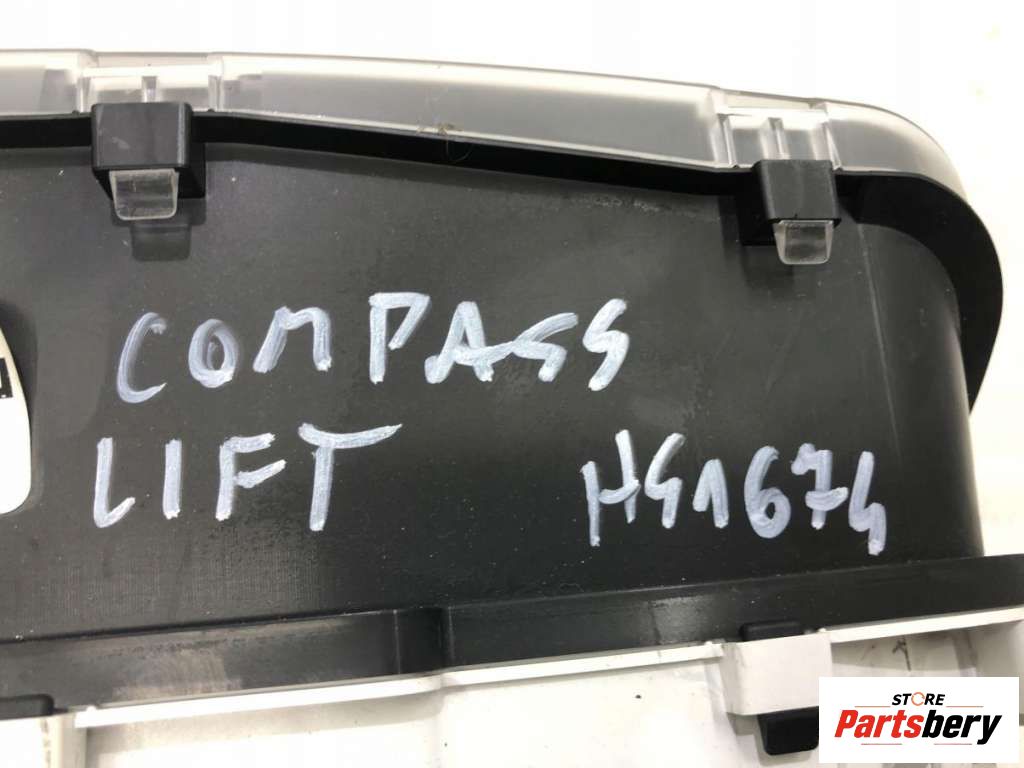 COMPASS
LIFT H41674
STORE
Partsbery